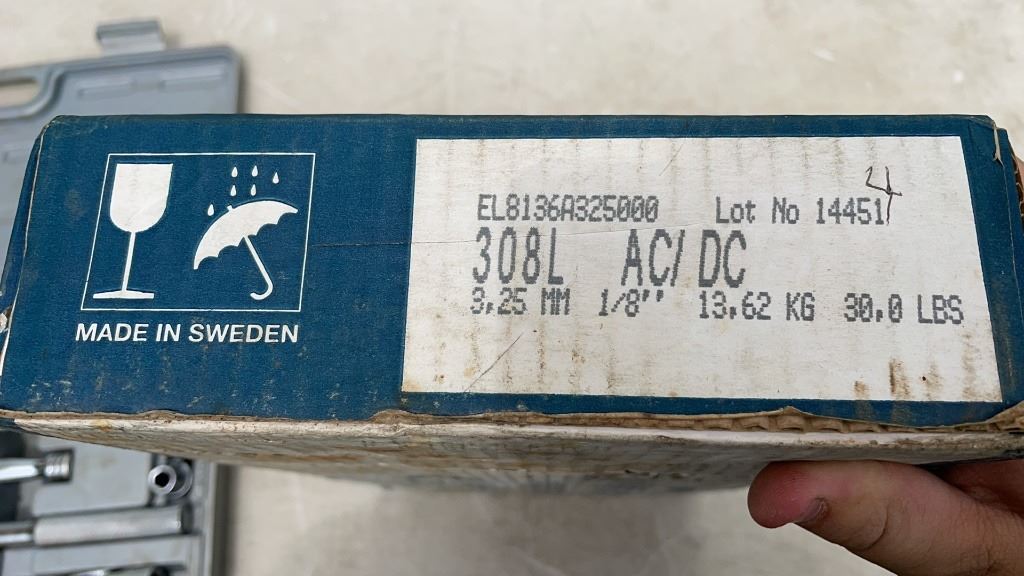 MADE IN SWEDEN
4
EL8136A325000 Lot No 14451
308L AC/DC
3,25 MM 1/8'' 13.62 KG 30.0 LBS